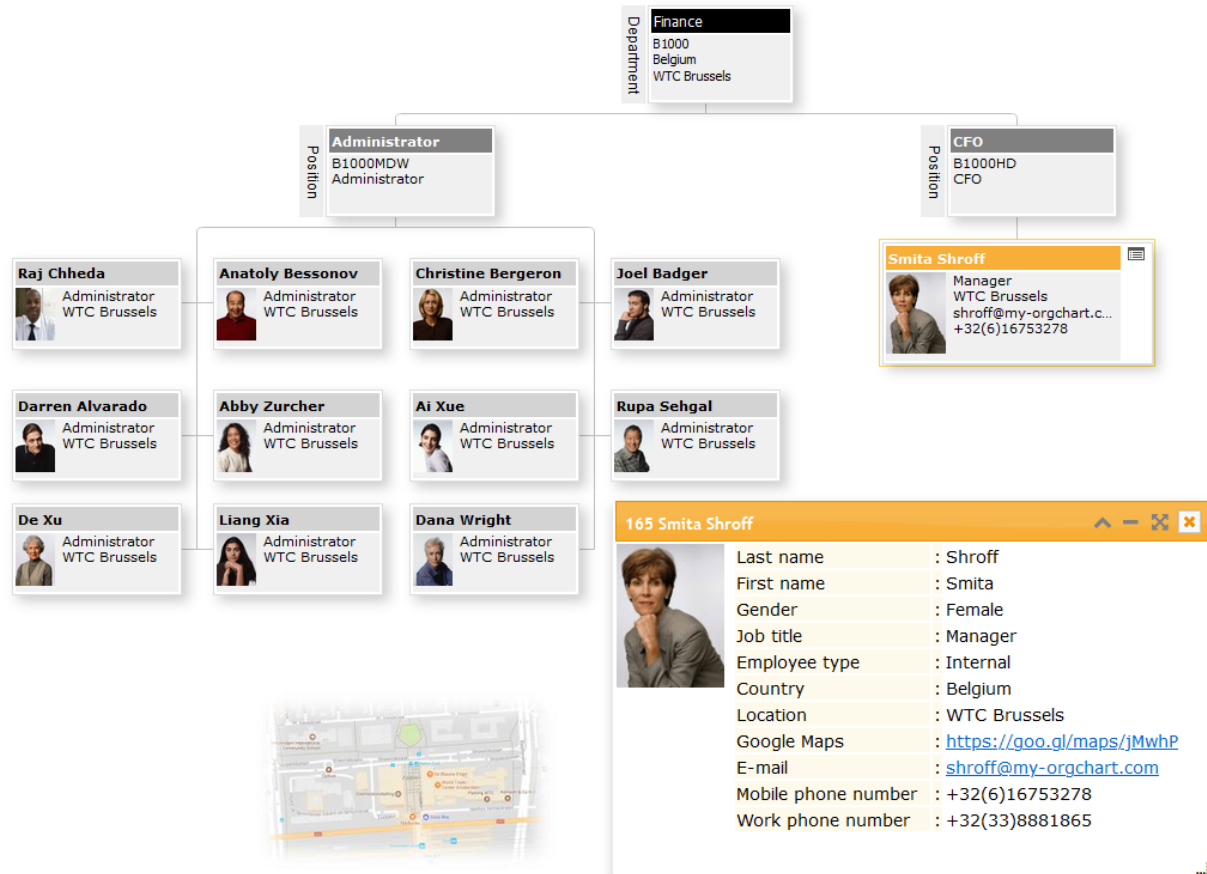 Department
Finance
B1000
Belgium
WTC Brussels
Position
Administrator
B1000MDW
Administrator
Position
CFO
B1000HD
CFO
Raj Chheda
Administrator
WTC Brussels
Anatoly Bessonov
Administrator
WTC Brussels
Christine Bergeron
Administrator
WTC Brussels
Joel Badger
Administrator
WTC Brussels
Smita Shroff
Manager
WTC Brussels
shroff@my-orgchart.c...
+32(6)16753278
Darren Alvarado
Administrator
WTC Brussels
Abby Zurcher
Administrator
WTC Brussels
Ai Xue
Administrator
WTC Brussels
Rupa Sehgal
Administrator
WTC Brussels
De Xu
Administrator
WTC Brussels
Liang Xia
Administrator
WTC Brussels
Dana Wright
Administrator
WTC Brussels
165 Smita Shroff
Last name : Shroff
First name : Smita
Gender : Female
Job title : Manager
Employee type : Internal
Country : Belgium
Location : WTC Brussels
Google Maps : https://goo.gl/maps/jMwhP
E-mail : shroff@my-orgchart.com
Mobile phone number : +32(6)16753278
Work phone number : +32(33)8881865